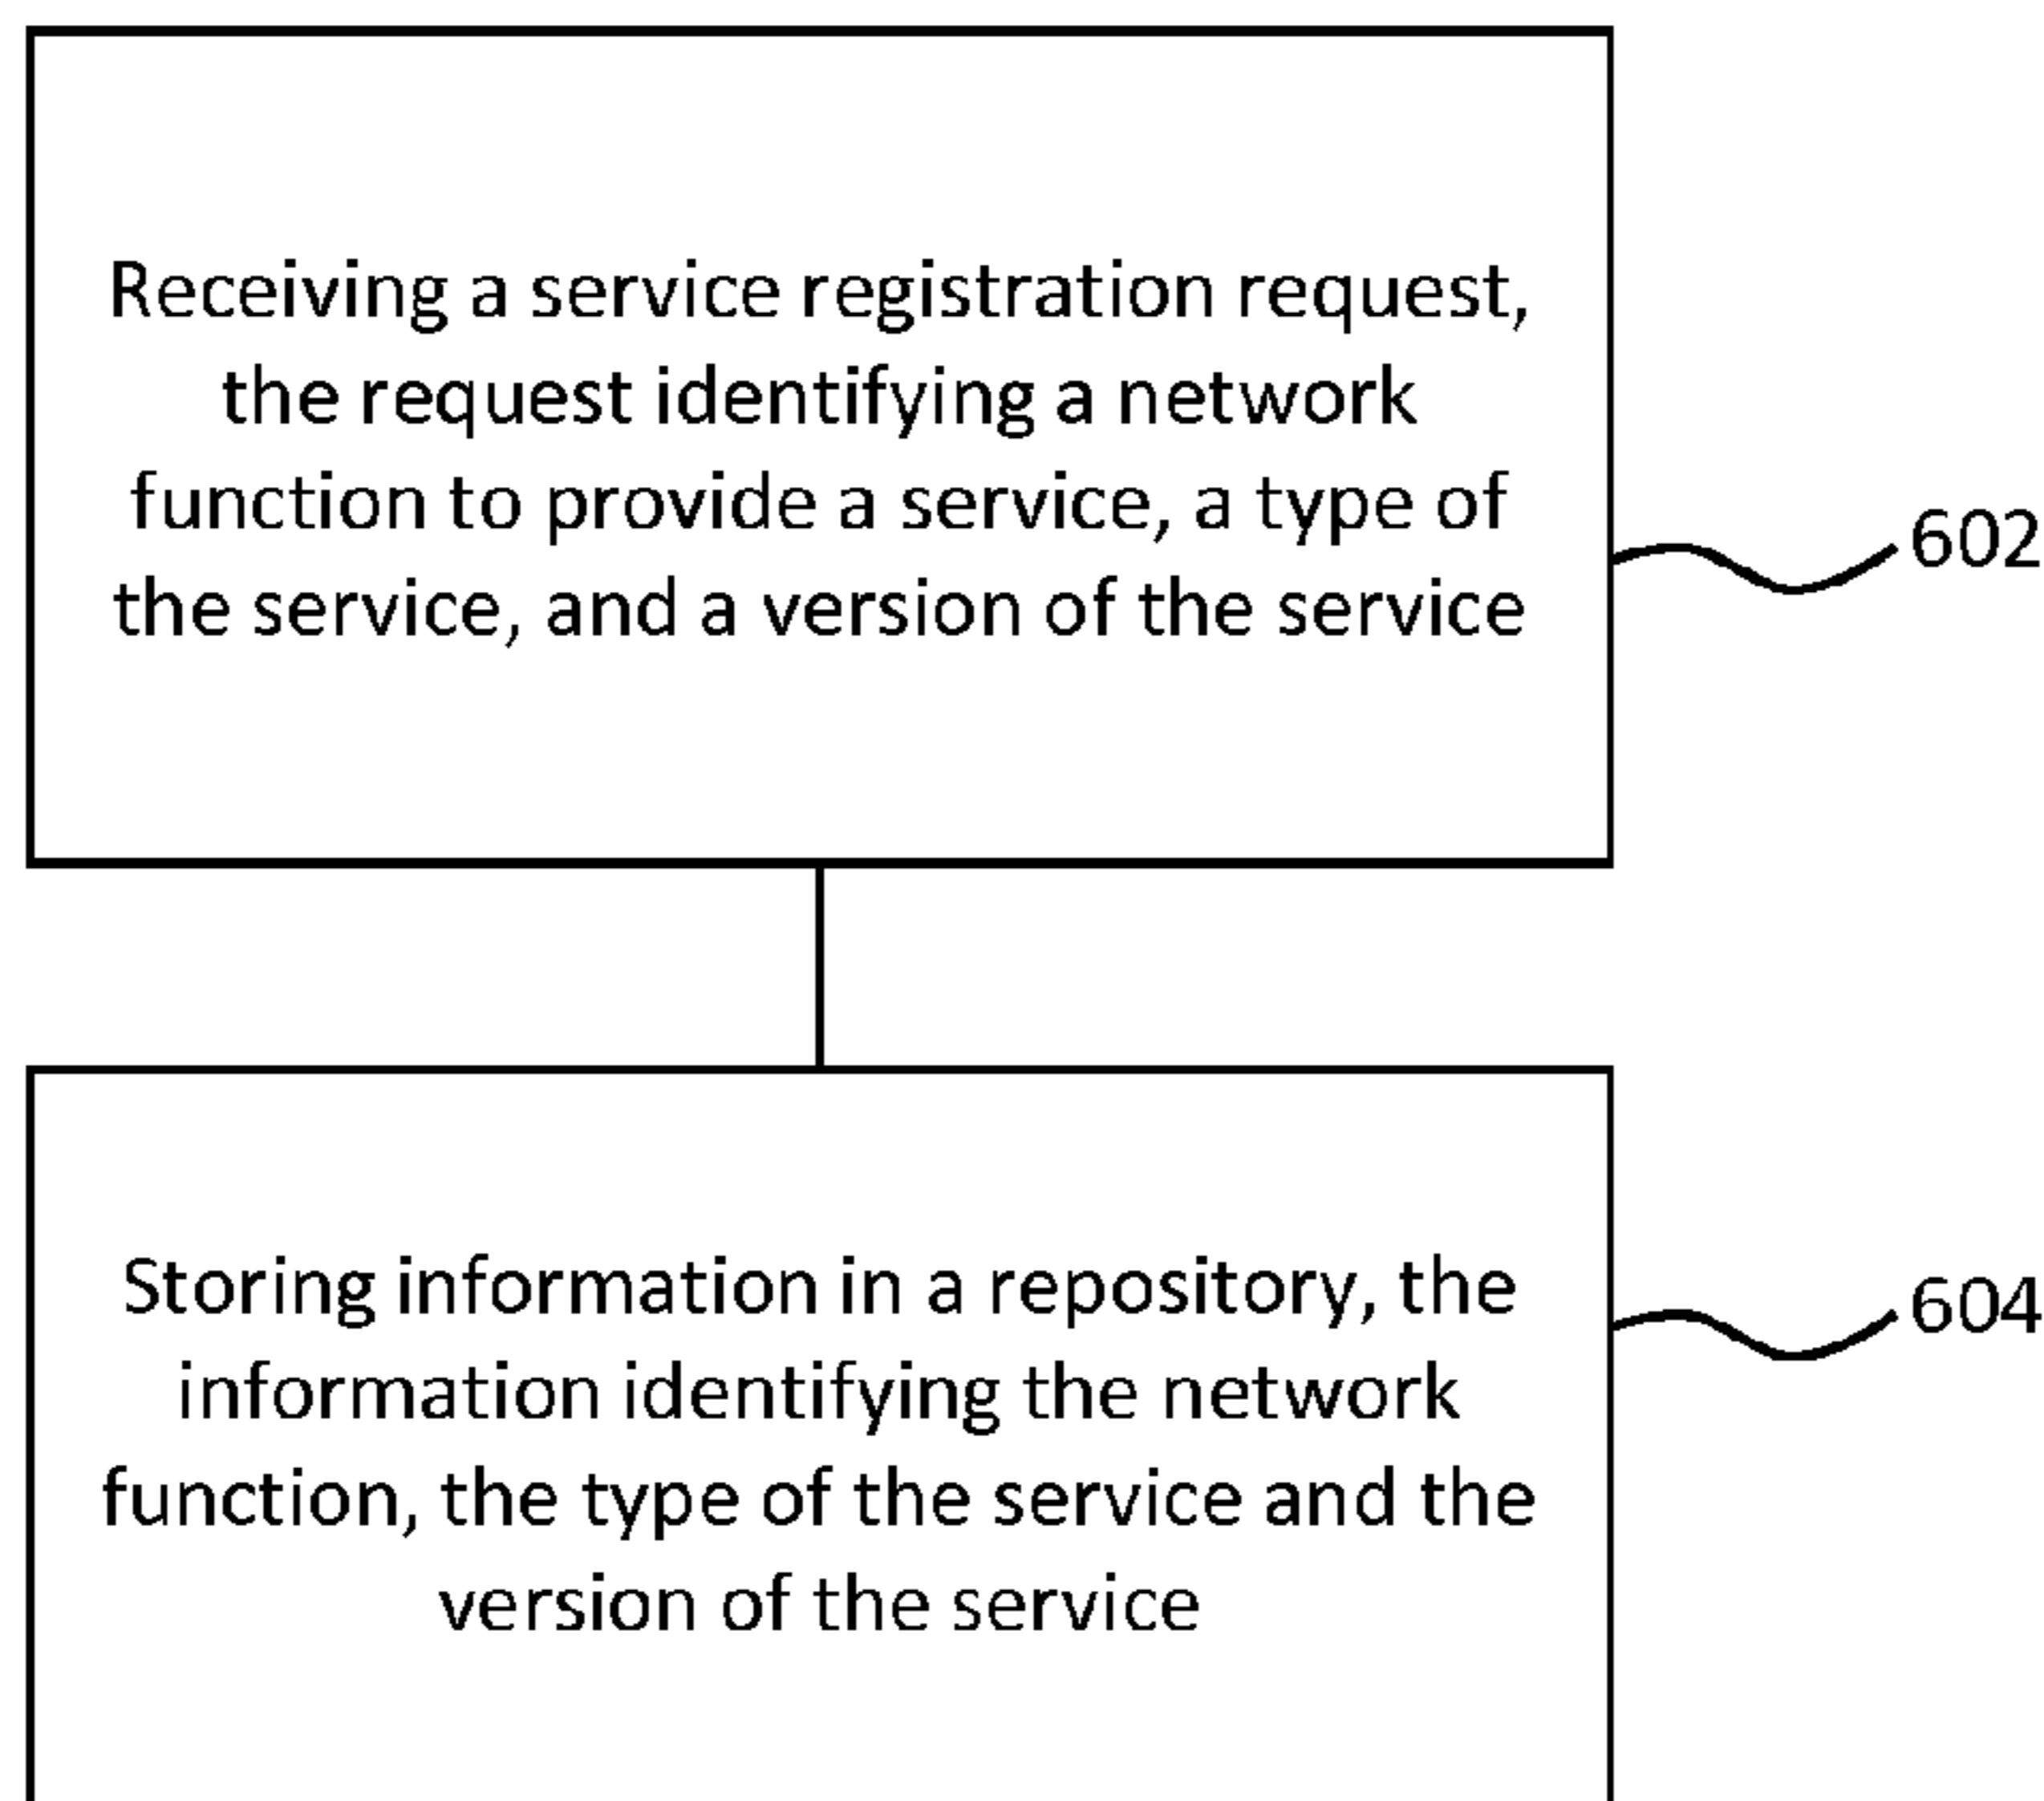 Receiving a service registration request,
the request identifying a network
function to provide a service, a type of
the service, and a version of the service
602
Storing information in a repository, the
information identifying the network
function, the type of the service and the
version of the service
604